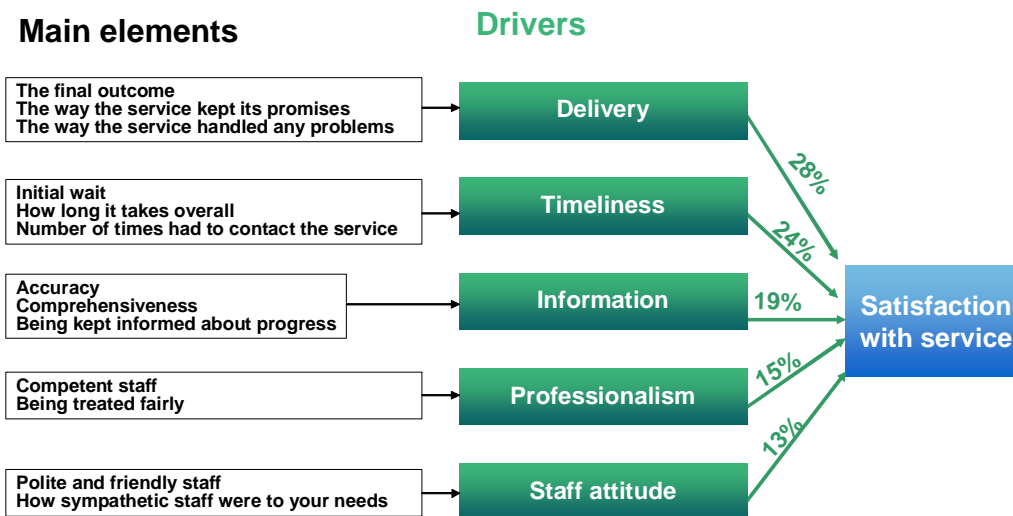 Main elements
Drivers
The final outcome
The way the service kept its promises
The way the service handled any problems
Delivery
28%
Initial wait
How long it takes overall
Number of times had to contact the service
Timeliness
24%
Accuracy
Comprehensiveness
Being kept informed about progress
Information
19%
Satisfaction
with service
Competent staff
Being treated fairly
Professionalism
15%
Polite and friendly staff
How sympathetic staff were to your needs
Staff attitude
13%